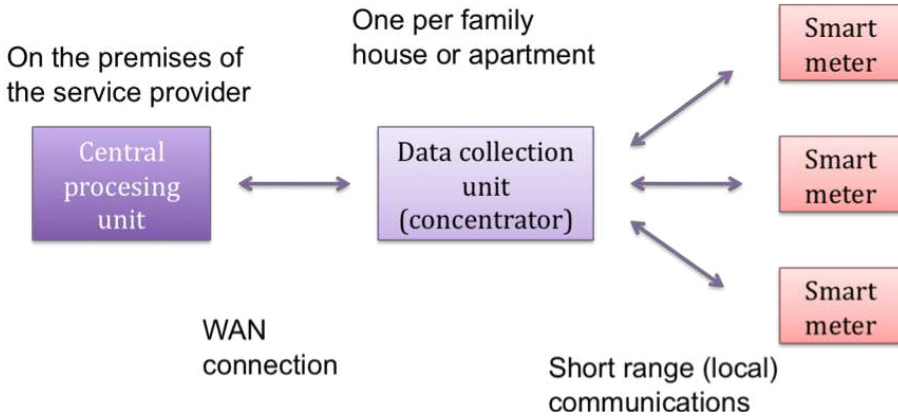 On the premises of
the service provider
Central
procesing
unit
One per family
house or apartment
Data collection
unit
(concentrator)
Smart
meter
Smart
meter
Smart
meter
WAN
connection
Short range (local)
communications